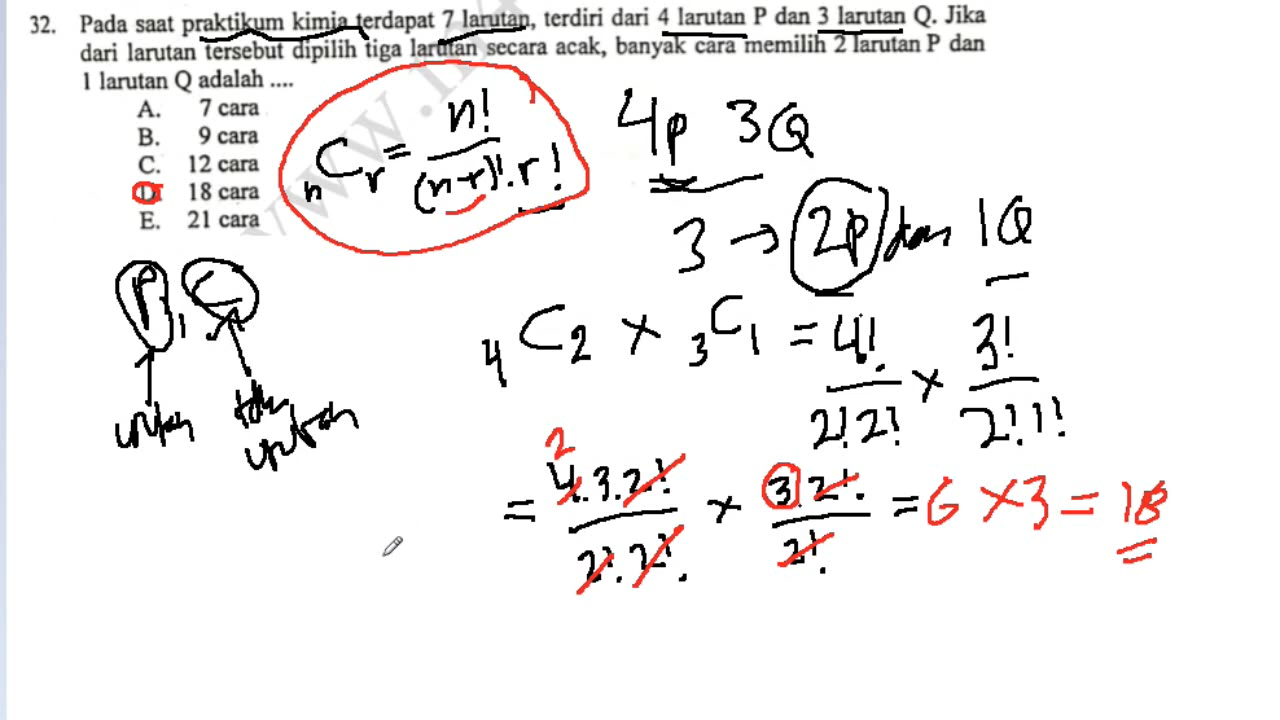 32. Pada saat praktikum kimia terdapat 7 larutan, terdiri dari 4 larutan P dan 3 larutan Q. Jika
dari larutan tersebut dipilih tiga larutan secara acak, banyak cara memilih 2 larutan P dan
1 larutan Q adalah ....
A. 7 cara
B. 9 cara
C. 12 cara
D. 18 cara
E. 21 cara
nCr = n! / (n-r)! . r!
4P 3Q
3 → 2P dan 1Q
P, C
urutan
4C2 × 3C1 = 4! / 2! 2! × 3! / 2! 1!
= 4.3.2! / 2!.2! × 3.2! / 2! = 6 × 3 = 18
2